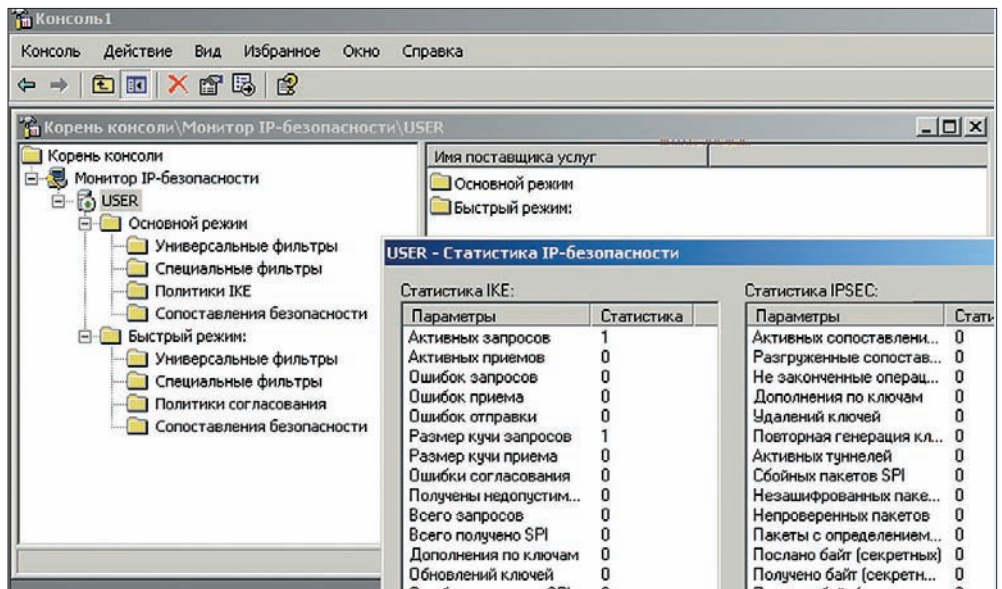 Консоль1
Консоль Действие Вид Избранное Окно Справка
Корень консоли\Монитор IP-безопасности\USER
Корень консоли
Монитор IP-безопасности
USER
Основной режим
Универсальные фильтры
Специальные фильтры
Политики IKE
Сопоставления безопасности
Быстрый режим:
Универсальные фильтры
Специальные фильтры
Политики согласования
Сопоставления безопасности
Имя поставщика услуг
Основной режим
Быстрый режим:
USER - Статистика IP-безопасности
Статистика IKE:
Параметры Статистика
Активных запросов 1
Активных приемов 0
Ошибок запросов 0
Ошибок приема 0
Ошибок отправки 0
Размер кучи запросов 1
Размер кучи приема 0
Ошибки согласования 0
Получены недопустим... 0
Всего запросов 0
Всего получено SPI 0
Дополнения по ключам 0
Обновлений ключей 0
Статистика IPSEC:
Параметры Стати
Активных сопоставлени... 0
Разгруженные сопостав... 0
Не законченные операц... 0
Дополнения по ключам 0
Удалений ключей 0
Повторная генерация кл... 0
Активных туннелей 0
Сбойных пакетов SPI 0
Незашифрованных паке... 0
Непроверенных пакетов 0
Пакеты с определением... 0
Послано байт (секретных) 0
Получено байт (секретн... 0